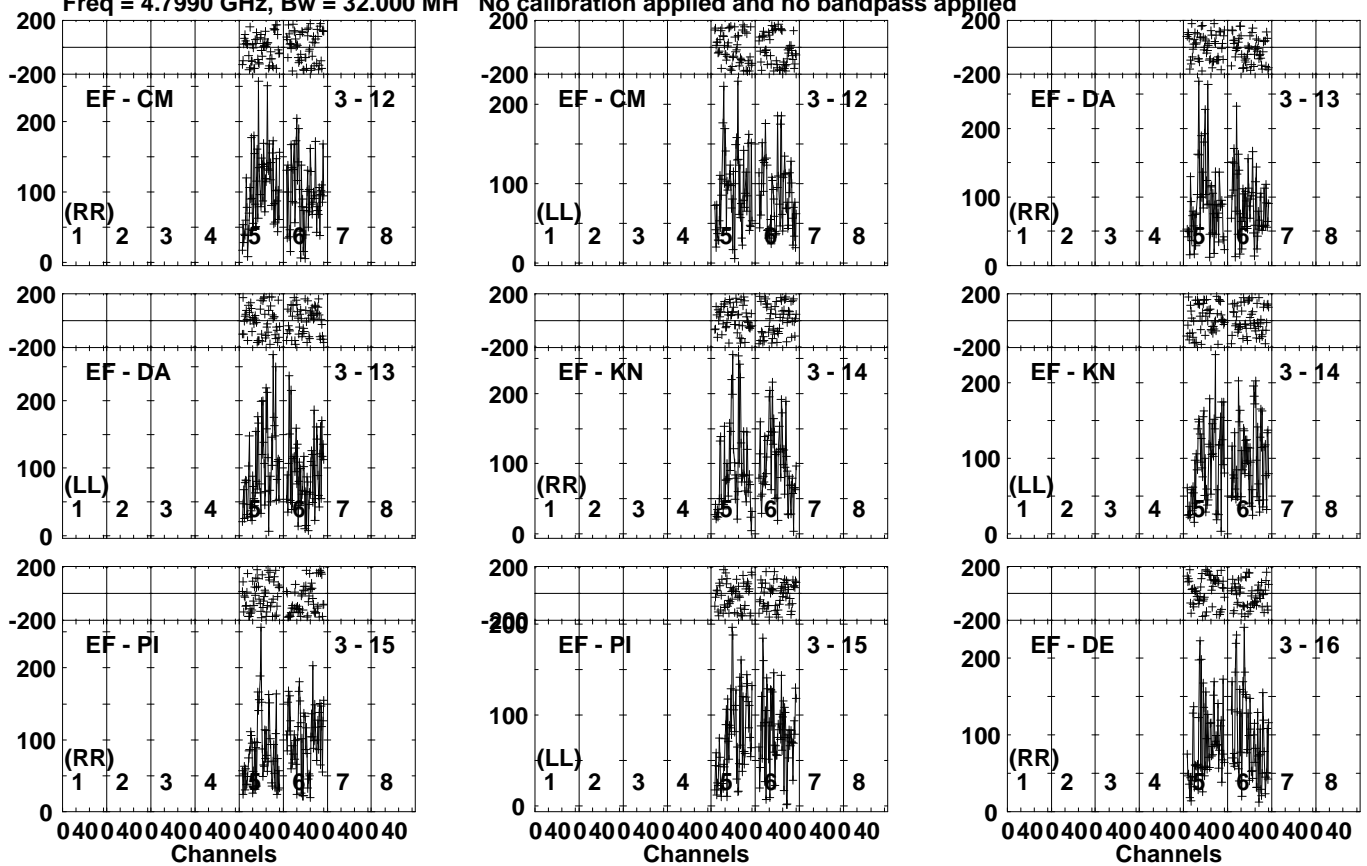 Freq = 4.7990 GHz, Bw = 32.000 MH No calibration applied and no bandpass applied
200
-200
EF - CM 3 - 12
200
100
(RR)
1 2 3 4 5 6 7 8
0
EF - CM 3 - 12
200
100
(LL)
1 2 3 4 5 6 7 8
0
200
-200
EF - DA 3 - 13
200
100
(RR)
1 2 3 4 5 6 7 8
0
200
-200
EF - DA 3 - 13
200
100
(LL)
1 2 3 4 5 6 7 8
0
200
-200
EF - KN 3 - 14
200
100
(RR)
1 2 3 4 5 6 7 8
0
200
-200
EF - KN 3 - 14
200
100
(LL)
1 2 3 4 5 6 7 8
0
200
-200
EF - PI 3 - 15
200
100
(RR)
1 2 3 4 5 6 7 8
0
0 40 0 40 0 40 0 40 0 40 0 40 0 40 0 40
Channels
200
-200
200
EF - PI 3 - 15
100
(LL)
1 2 3 4 5 6 7 8
0
0 40 0 40 0 40 0 40 0 40 0 40 0 40 0 40
Channels
200
-200
EF - DE 3 - 16
200
100
(RR)
1 2 3 4 5 6 7 8
0
0 40 0 40 0 40 0 40 0 40 0 40 0 40 0 40
Channels